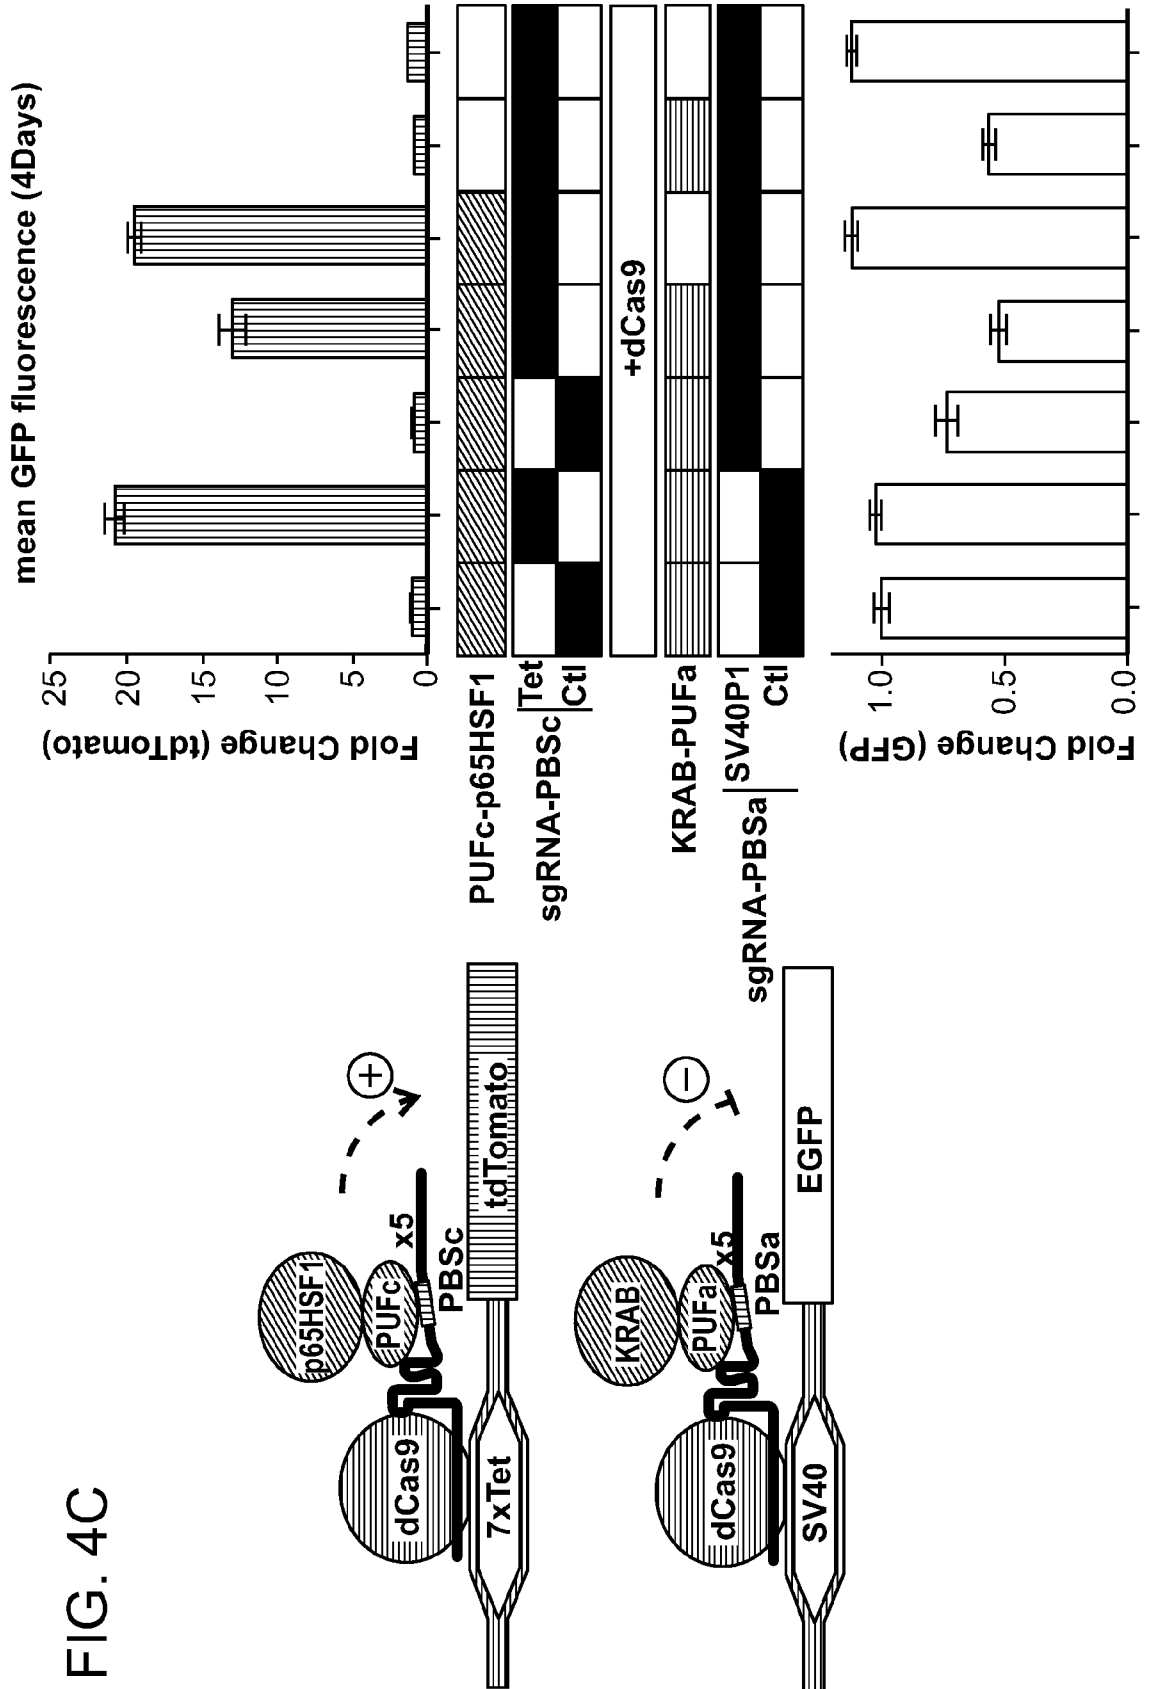 FIG. 4C
p65HSF1
PUFc
x5
PBSc
dCas9
7xTet
tdTomato
+
KRAB
PUFa
x5
PBSa
dCas9
SV40
EGFP
−
mean GFP fluorescence (4Days)
Fold Change (tdTomato)
25
20
15
10
5
0
PUFc-p65HSF1
sgRNA-PBSc
Tet
Ctl
+dCas9
KRAB-PUFa
sgRNA-PBSa
SV40P1
Ctl
Fold Change (GFP)
1.0
0.5
0.0